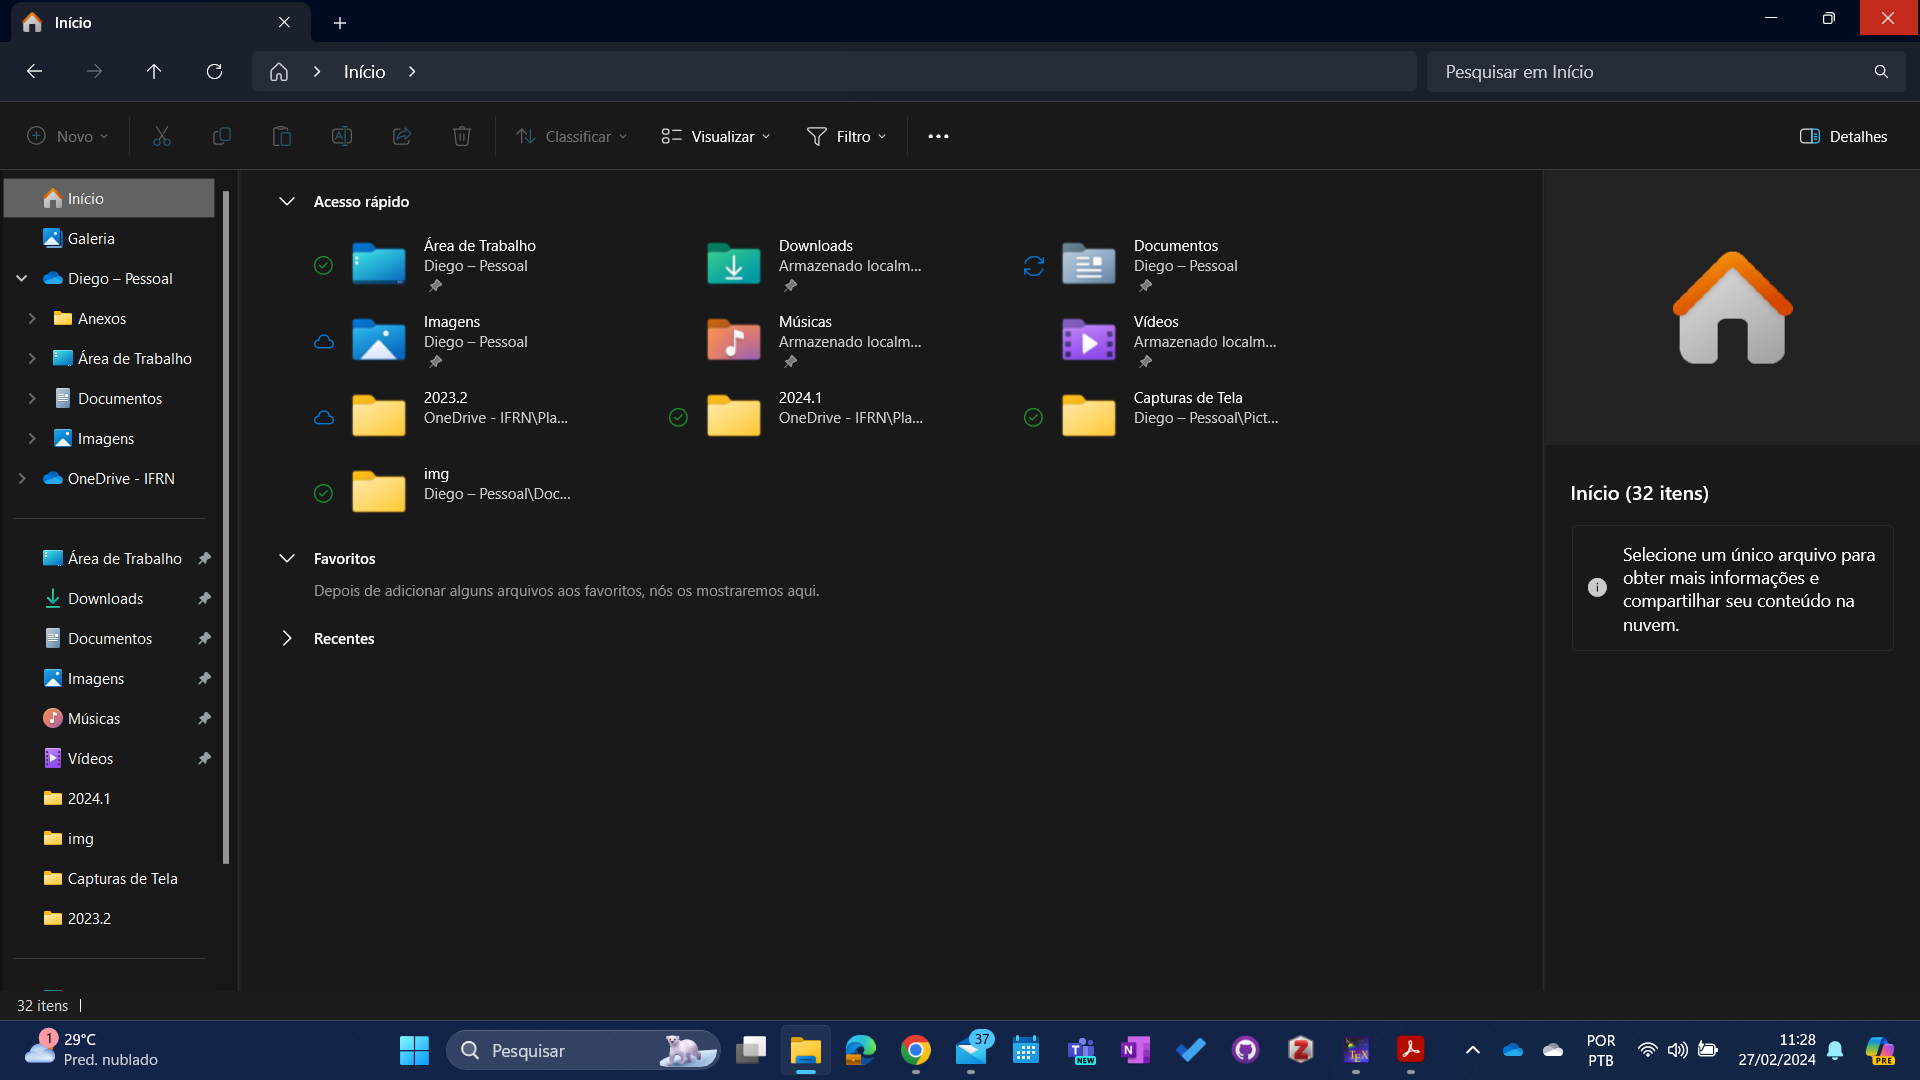 Início
Início
Pesquisar em Início
Novo
Classificar
Visualizar
Filtro
Detalhes
Início
Galeria
Diego – Pessoal
Anexos
Área de Trabalho
Documentos
Imagens
OneDrive - IFRN
Área de Trabalho
Downloads
Documentos
Imagens
Músicas
Vídeos
2024.1
img
Capturas de Tela
2023.2
Acesso rápido
Área de Trabalho
Diego – Pessoal
Downloads
Armazenado localm...
Documentos
Diego – Pessoal
Imagens
Diego – Pessoal
Músicas
Armazenado localm...
Vídeos
Armazenado localm...
2023.2
OneDrive - IFRN\Pla...
2024.1
OneDrive - IFRN\Pla...
Capturas de Tela
Diego – Pessoal\Pict...
img
Diego – Pessoal\Doc...
Favoritos
Depois de adicionar alguns arquivos aos favoritos, nós os mostraremos aqui.
Recentes
Início (32 itens)
Selecione um único arquivo para
obter mais informações e
compartilhar seu conteúdo na
nuvem.
32 itens
1
29°C
Pred. nublado
Pesquisar
37
NEW
TEX
POR
PTB
11:28
27/02/2024
PRE